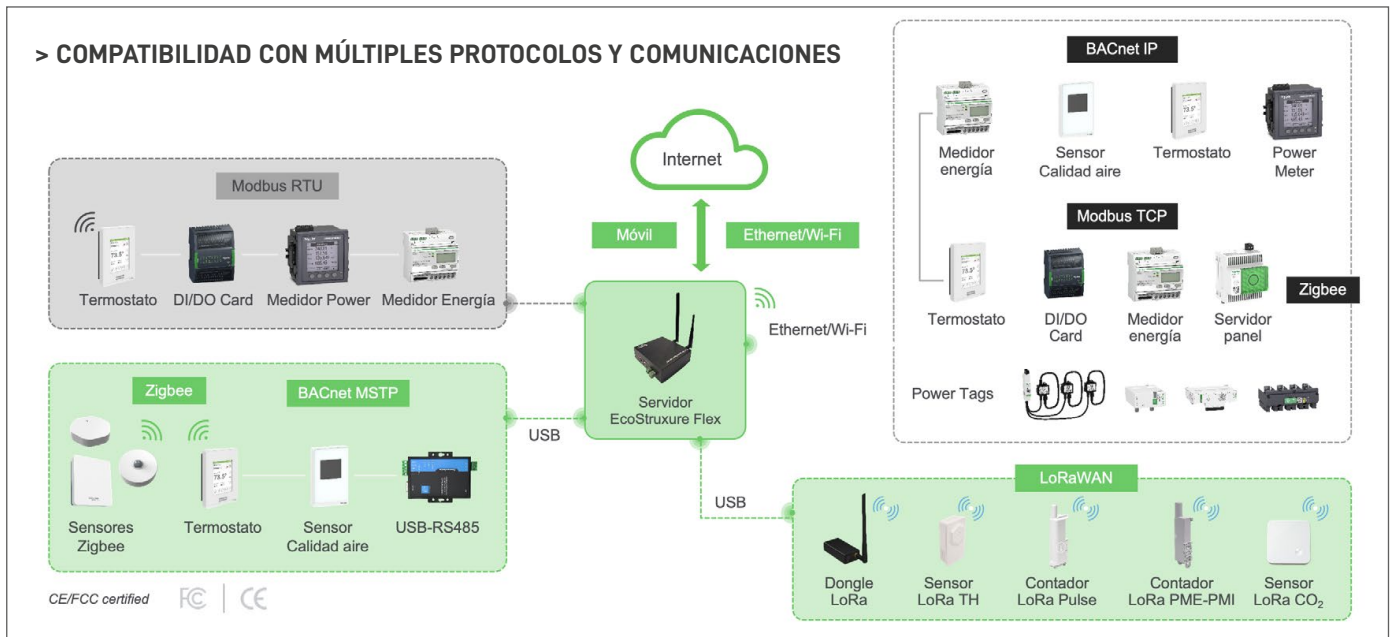 > COMPATIBILIDAD CON MÚLTIPLES PROTOCOLOS Y COMUNICACIONES
Internet
Móvil
Ethernet/Wi-Fi
Modbus RTU
Termostato
DI/DO Card
Medidor Power
Medidor Energía
Servidor
EcoStruxure Flex
Ethernet/Wi-Fi
Zigbee
BACnet MSTP
Sensores
Zigbee
Termostato
Sensor
Calidad aire
USB-RS485
USB
USB
BACnet IP
Medidor
energía
Sensor
Calidad aire
Termostato
Power
Meter
Modbus TCP
Termostato
DI/DO
Card
Medidor
energía
Servidor
panel
Zigbee
Power Tags
LoRaWAN
Dongle
LoRa
Sensor
LoRa TH
Contador
LoRa Pulse
Contador
LoRa PME-PMI
Sensor
LoRa CO₂
CE/FCC certified
FC
CE